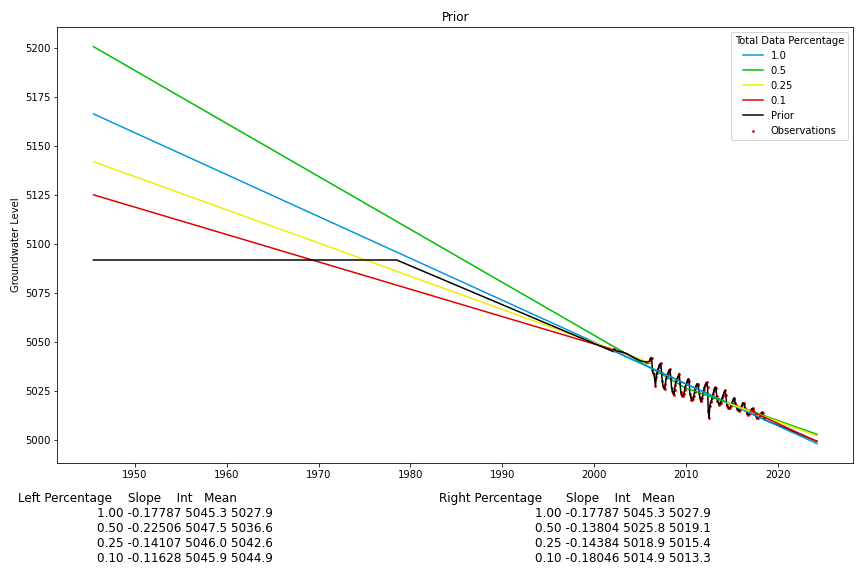 Prior
Total Data Percentage
1.0
0.5
0.25
0.1
Prior
Observations
Groundwater Level
5200
5175
5150
5125
5100
5075
5050
5025
5000
1950 1960 1970 1980 1990 2000 2010 2020
Left Percentage Slope Int Mean
1.00 -0.17787 5045.3 5027.9
0.50 -0.22506 5047.5 5036.6
0.25 -0.14107 5046.0 5042.6
0.10 -0.11628 5045.9 5044.9
Right Percentage Slope Int Mean
1.00 -0.17787 5045.3 5027.9
0.50 -0.13804 5025.8 5019.1
0.25 -0.14384 5018.9 5015.4
0.10 -0.18046 5014.9 5013.3